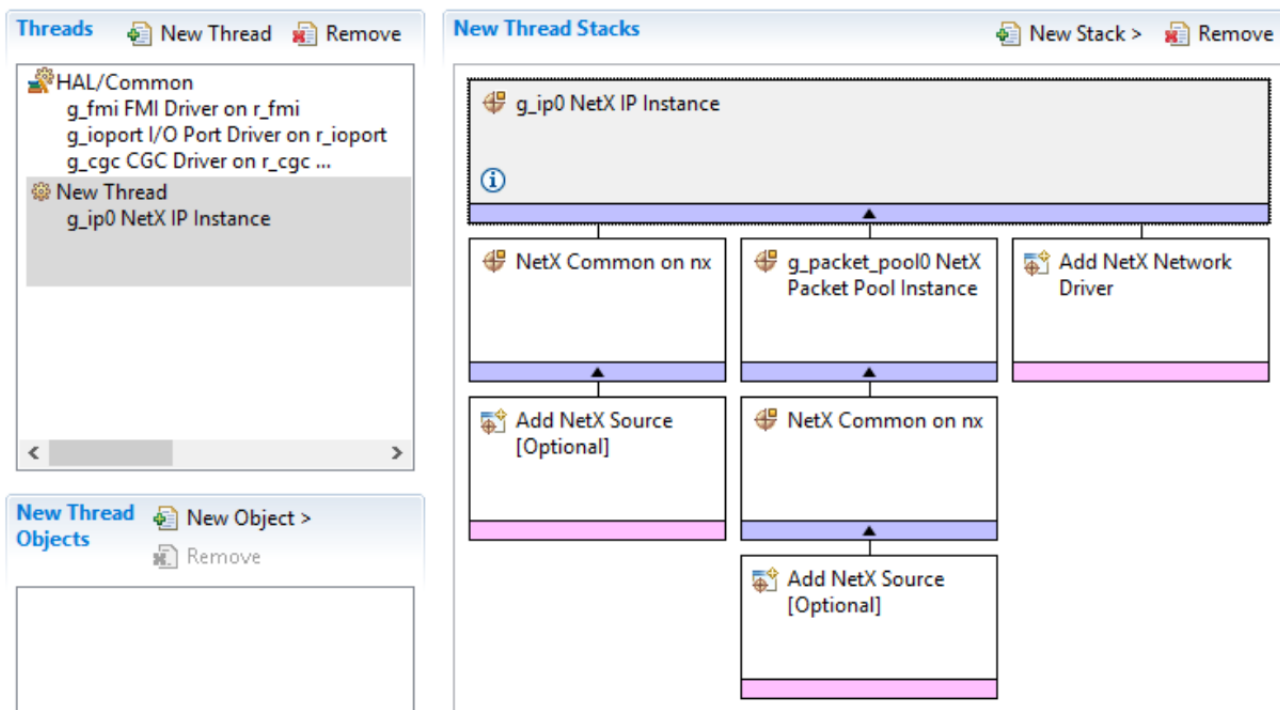 Threads
New Thread
Remove
HAL/Common
g_fmi FMI Driver on r_fmi
g_ioport I/O Port Driver on r_ioport
g_cgc CGC Driver on r_cgc ...
New Thread
g_ip0 NetX IP Instance
New Thread
Objects
New Object >
Remove
New Thread Stacks
New Stack >
Remove
g_ip0 NetX IP Instance
NetX Common on nx
g_packet_pool0 NetX
Packet Pool Instance
Add NetX Network
Driver
Add NetX Source
[Optional]
NetX Common on nx
Add NetX Source
[Optional]